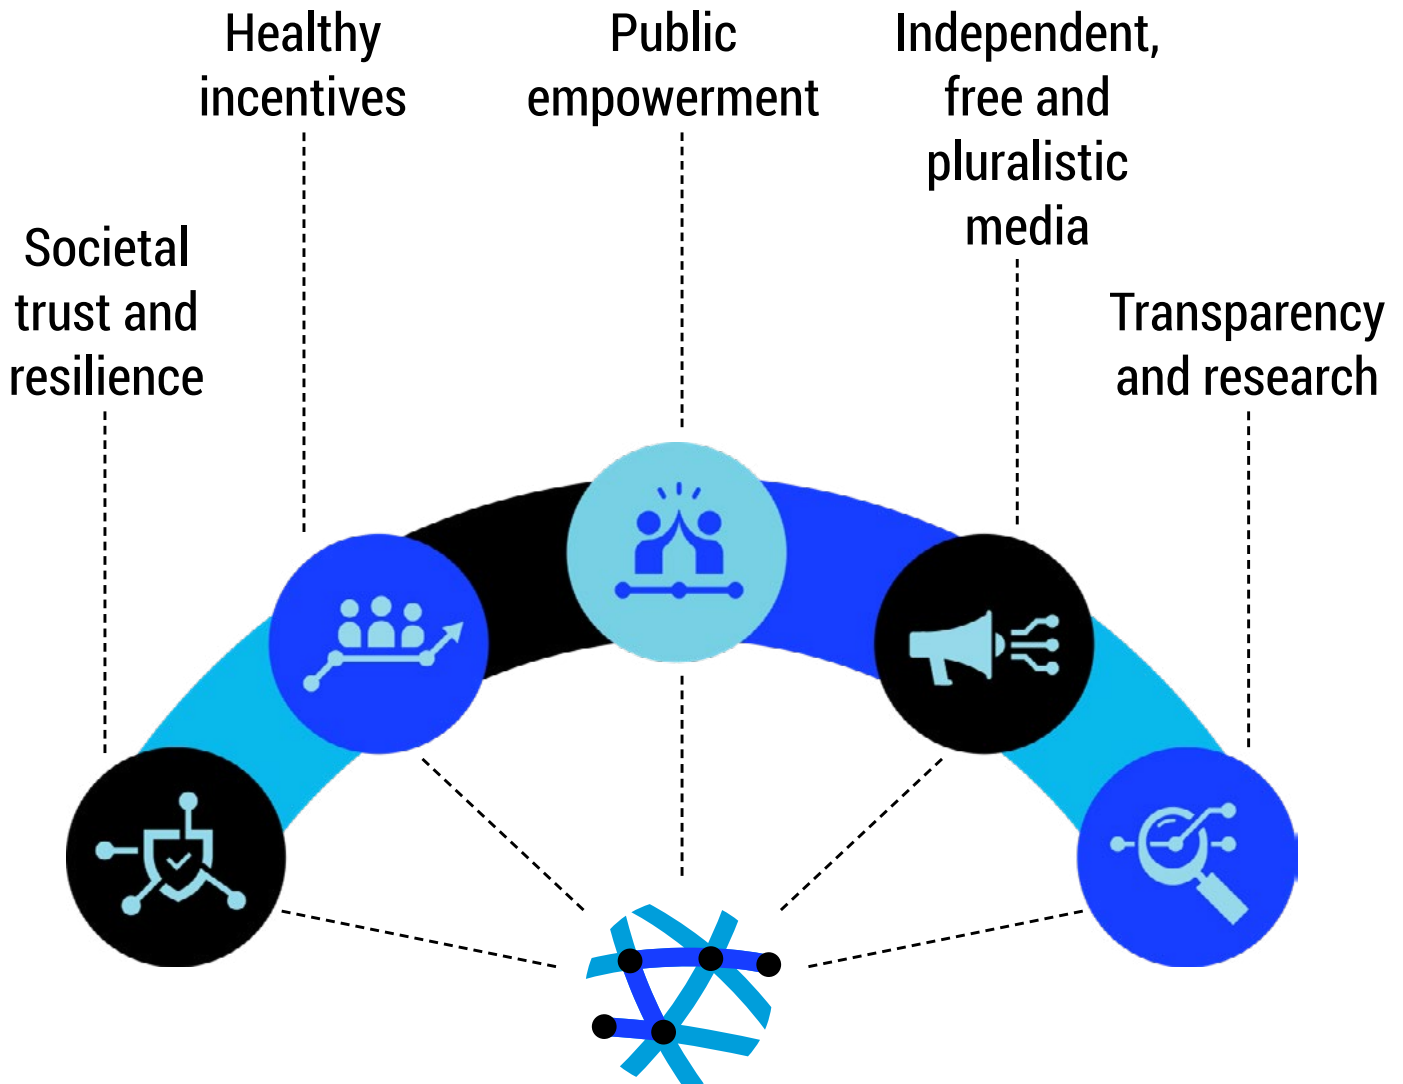 Healthy
incentives
Public
empowerment
Independent,
free and
pluralistic
media
Societal
trust and
resilience
Transparency
and research